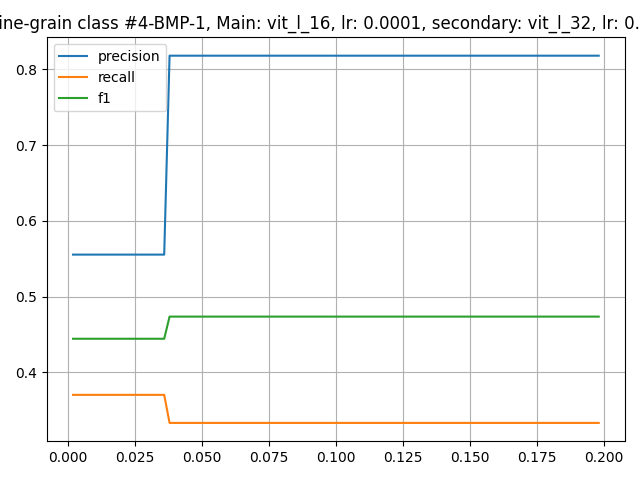 ine-grain class #4-BMP-1, Main: vit_l_16, lr: 0.0001, secondary: vit_l_32, lr: 0.
precision
recall
f1
0.8
0.7
0.6
0.5
0.4
0.000 0.025 0.050 0.075 0.100 0.125 0.150 0.175 0.200